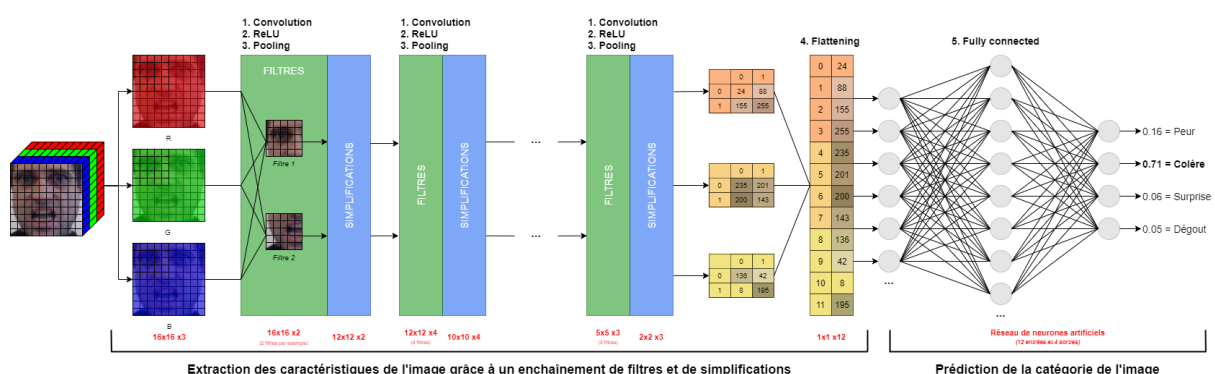 1. Convolution
2. ReLU
3. Pooling
1. Convolution
2. ReLU
3. Pooling
1. Convolution
2. ReLU
3. Pooling
4. Flattening
5. Fully connected
R
G
B
FILTRES
Filtre 1
Filtre 2
SIMPLIFICATIONS
FILTRES
SIMPLIFICATIONS
...
...
FILTRES
SIMPLIFICATIONS
0 1
0 24 88
1 155 255
0 1
0 235 201
1 200 143
0 1
0 136 42
1 8 195
0 24
1 88
2 155
3 255
4 235
5 201
6 200
7 143
8 136
9 42
10 8
11 195
...
...
0.16 = Peur
0.71 = Colère
0.06 = Surprise
0.05 = Dégout
16x16 x3
16x16 x2
(2 filtres par exemple)
12x12 x2
12x12 x4
(4 filtres)
10x10 x4
5x5 x3
(3 filtres)
2x2 x3
1x1 x12
Réseau de neurones artificiels
(12 entrées et 4 sorties)
Extraction des caractéristiques de l'image grâce à un enchaînement de filtres et de simplifications
Prédiction de la catégorie de l'image